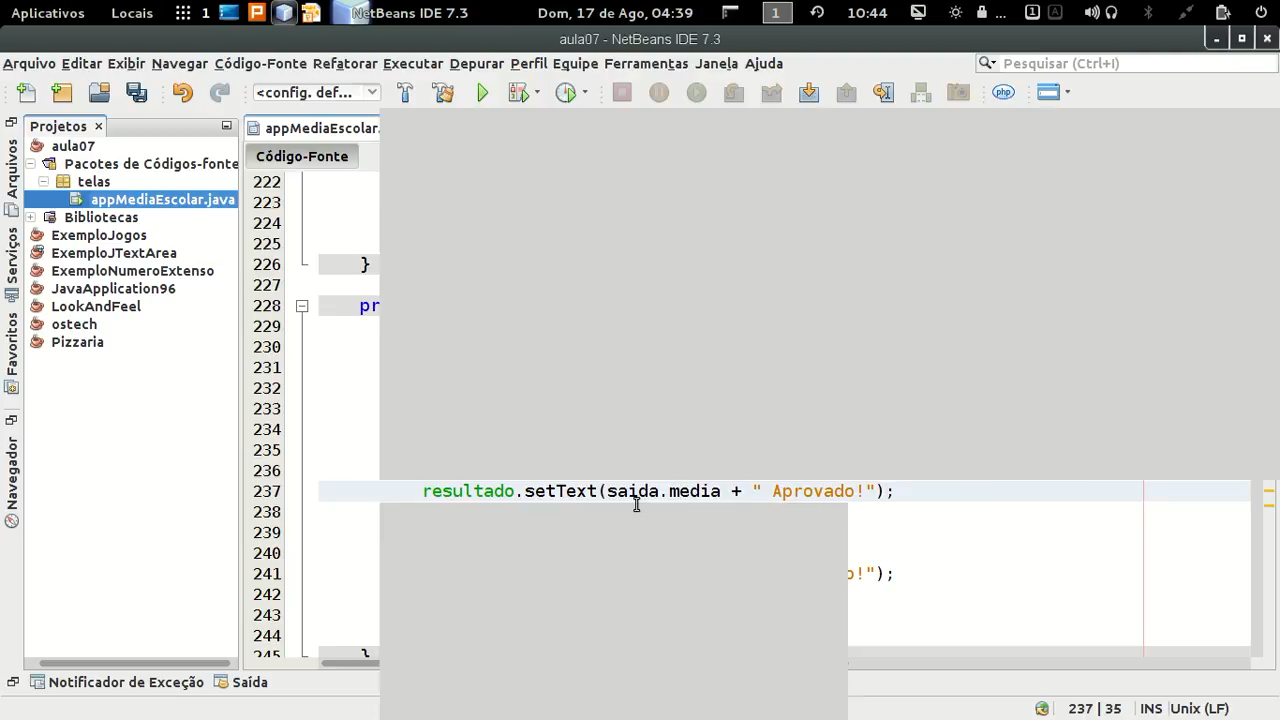 Aplicativos Locais 1 NetBeans IDE 7.3 Dom, 17 de Ago, 04:39 1 10:44 1 A
aula07 - NetBeans IDE 7.3
Arquivo Editar Exibir Navegar Código-Fonte Refatorar Executar Depurar Perfil Equipe Ferramentas Janela Ajuda Pesquisar (Ctrl+I)
<config. def... php
Projetos × appMediaEscolar.
aula07
Código-Fonte
Pacotes de Códigos-fonte
telas
appMediaEscolar.java
Bibliotecas
ExemploJogos
ExemploJTextArea
ExemploNumeroExtenso
JavaApplication96
LookAndFeel
ostech
Pizzaria
Arquivos
Serviços
Favoritos
Navegador
222
223
224
225
226 }
227
228 pr
229
230
231
232
233
234
235
236
237 resultado.setText(saida.media + " Aprovado!");
238
239
240
241 o!");
242
243
244
245 }
Notificador de Exceção Saída
237 | 35 INS Unix (LF)